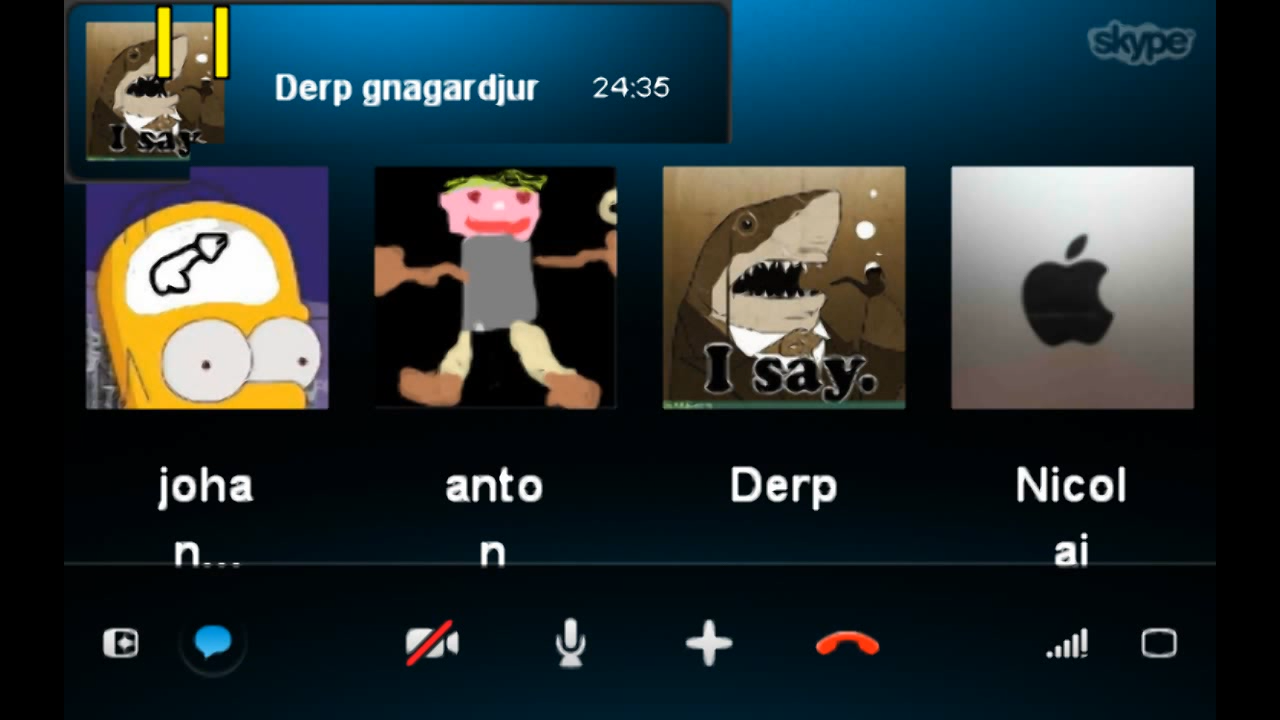 skype
Derp gnagardjur 24:35
I say.
I say.
joha
n...
anto
n
Derp
Nicol
ai